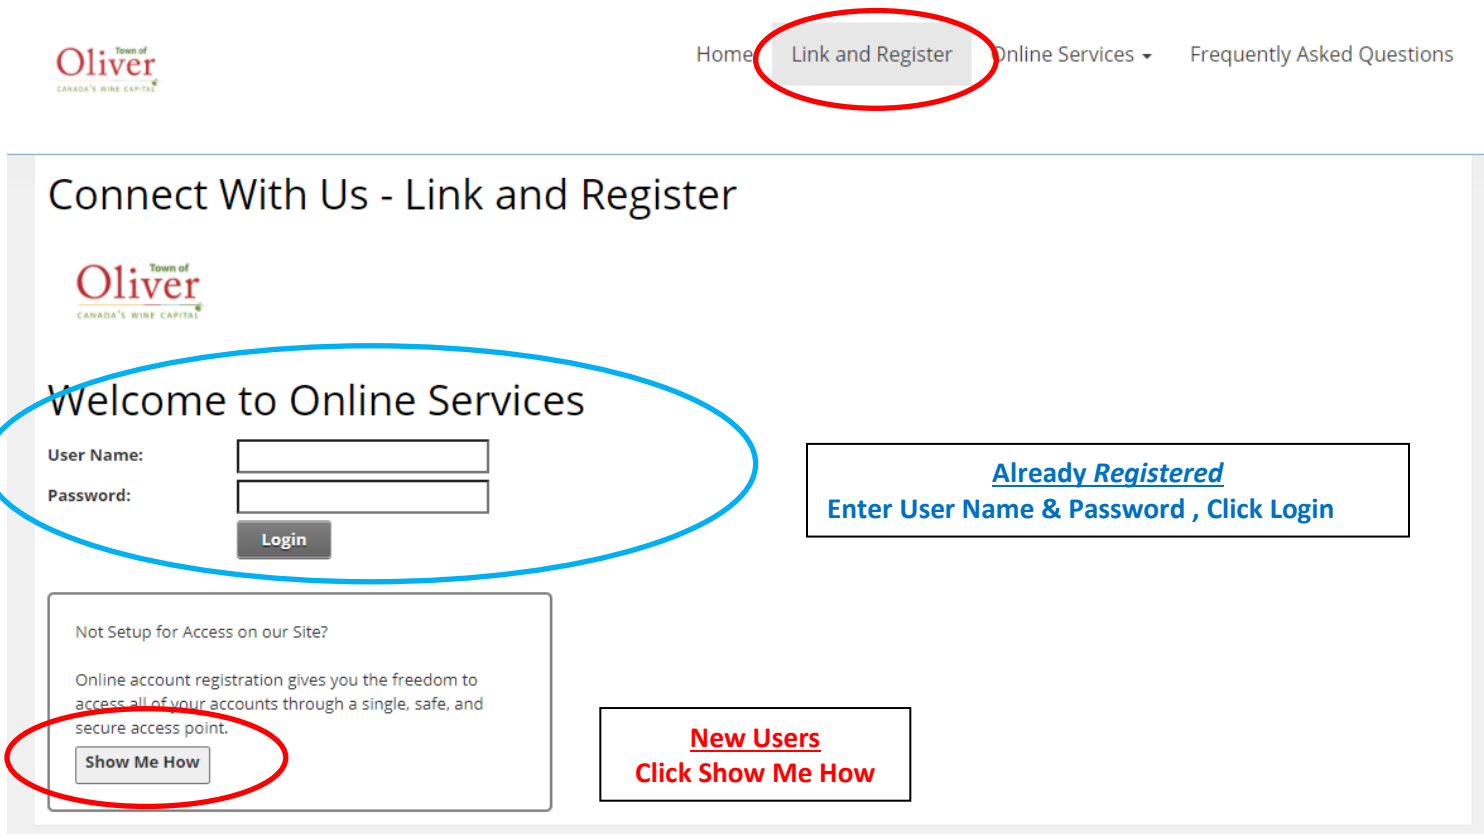 Town of
Oliver
CANADA'S WINE CAPITAL
Home Link and Register Online Services Frequently Asked Questions
Connect With Us - Link and Register
Town of
Oliver
CANADA'S WINE CAPITAL
Welcome to Online Services
User Name:
Password:
Login
Already Registered
Enter User Name & Password , Click Login
Not Setup for Access on our Site?
Online account registration gives you the freedom to
access all of your accounts through a single, safe, and
secure access point.
Show Me How
New Users
Click Show Me How